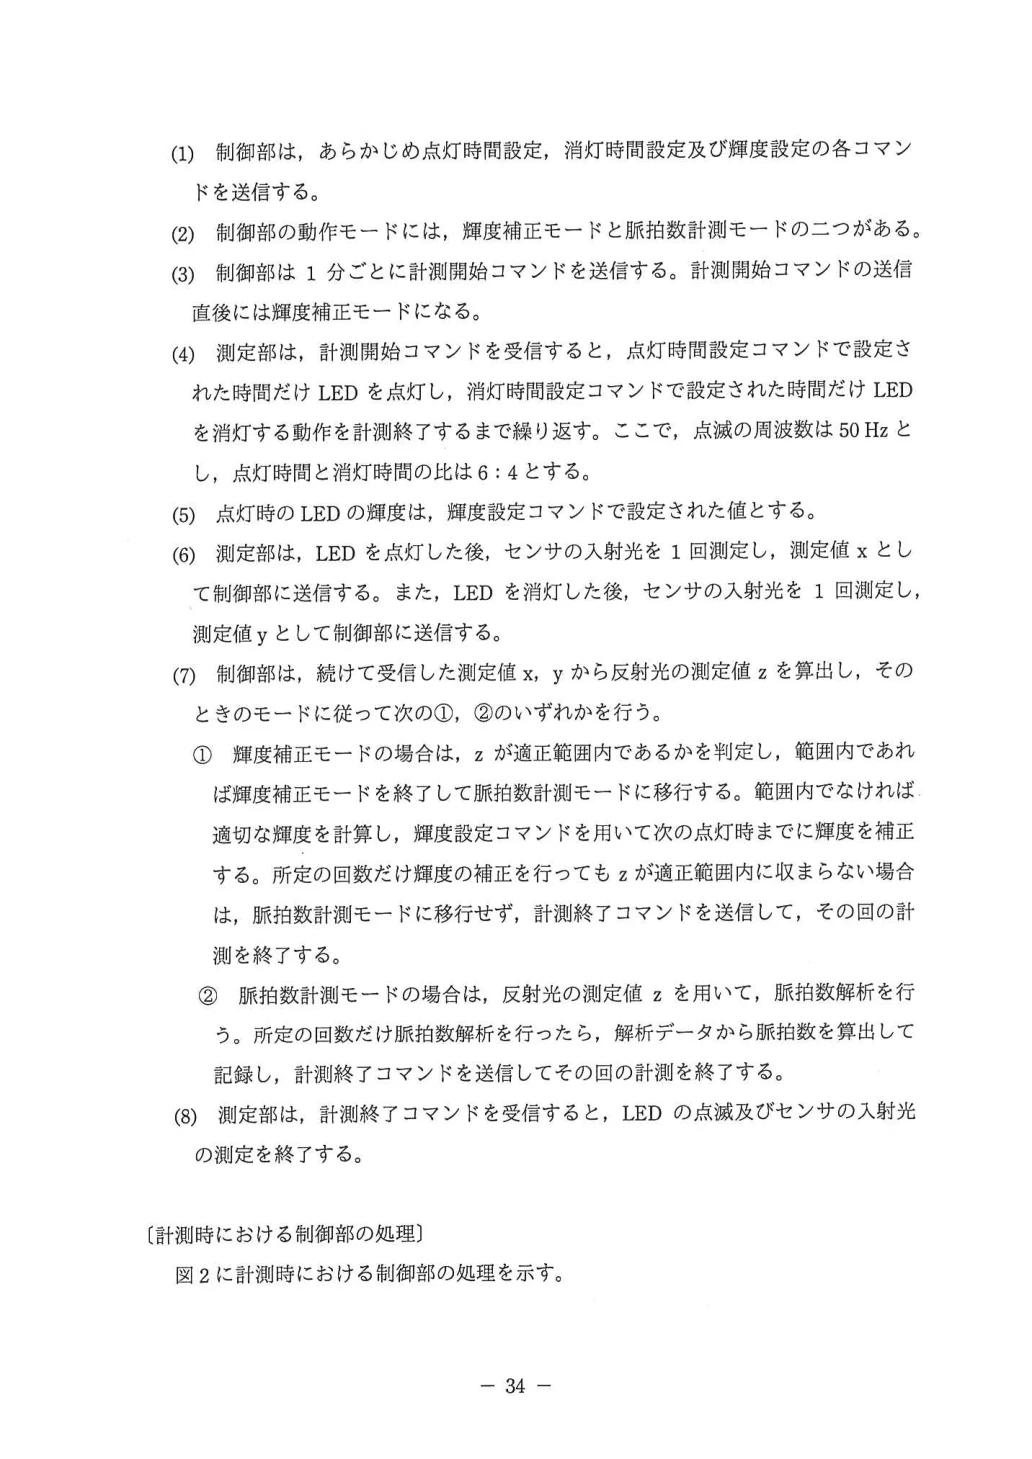 (1) 制御部は，あらかじめ点灯時間設定，消灯時間設定及び輝度設定の各コマン
ドを送信する。
(2) 制御部の動作モードには，輝度補正モードと脈拍数計測モードの二つがある。
(3) 制御部は 1 分ごとに計測開始コマンドを送信する。計測開始コマンドの送信
直後には輝度補正モードになる。
(4) 測定部は，計測開始コマンドを受信すると，点灯時間設定コマンドで設定さ
れた時間だけ LED を点灯し，消灯時間設定コマンドで設定された時間だけ LED
を消灯する動作を計測終了するまで繰り返す。ここで，点滅の周波数は 50 Hz と
し，点灯時間と消灯時間の比は 6：4 とする。
(5) 点灯時の LED の輝度は，輝度設定コマンドで設定された値とする。
(6) 測定部は，LED を点灯した後，センサの入射光を 1 回測定し，測定値 x とし
て制御部に送信する。また，LED を消灯した後，センサの入射光を 1 回測定し，
測定値 y として制御部に送信する。
(7) 制御部は，続けて受信した測定値 x，y から反射光の測定値 z を算出し，その
ときのモードに従って次の①，②のいずれかを行う。
① 輝度補正モードの場合は，z が適正範囲内であるかを判定し，範囲内であれ
ば輝度補正モードを終了して脈拍数計測モードに移行する。範囲内でなければ
適切な輝度を計算し，輝度設定コマンドを用いて次の点灯時までに輝度を補正
する。所定の回数だけ輝度の補正を行っても z が適正範囲内に収まらない場合
は，脈拍数計測モードに移行せず，計測終了コマンドを送信して，その回の計
測を終了する。
② 脈拍数計測モードの場合は，反射光の測定値 z を用いて，脈拍数解析を行
う。所定の回数だけ脈拍数解析を行ったら，解析データから脈拍数を算出して
記録し，計測終了コマンドを送信してその回の計測を終了する。
(8) 測定部は，計測終了コマンドを受信すると，LED の点滅及びセンサの入射光
の測定を終了する。
〔計測時における制御部の処理〕
図 2 に計測時における制御部の処理を示す。
－ 34 －